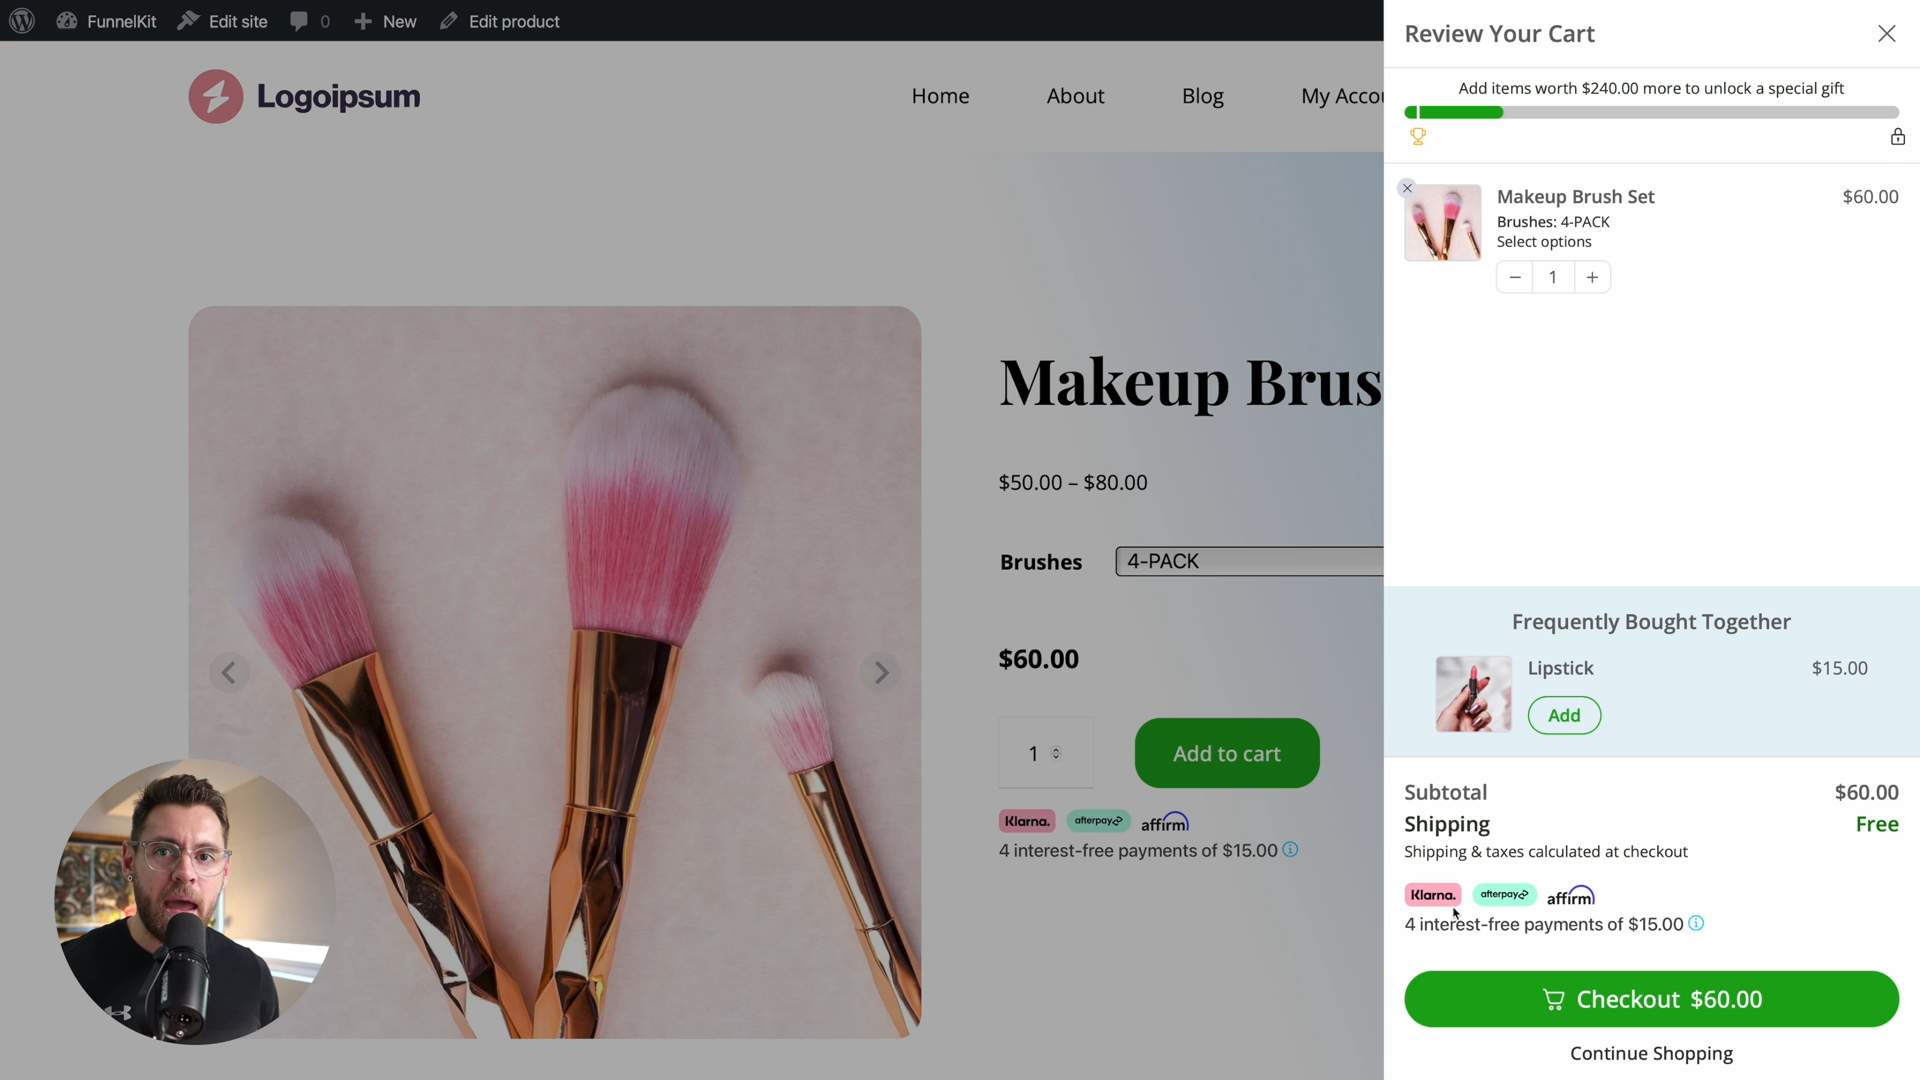 FunnelKit
Edit site
0
New
Edit product
Logoipsum
Home
About
Blog
My Accou
Makeup Brus
$50.00 – $80.00
Brushes
4-PACK
$60.00
1
Add to cart
Klarna.
afterpay
affirm
4 interest-free payments of $15.00
Review Your Cart
Add items worth $240.00 more to unlock a special gift
Makeup Brush Set
$60.00
Brushes: 4-PACK
Select options
1
Frequently Bought Together
Lipstick
$15.00
Add
Subtotal
$60.00
Shipping
Free
Shipping & taxes calculated at checkout
Klarna.
afterpay
affirm
4 interest-free payments of $15.00
Checkout $60.00
Continue Shopping